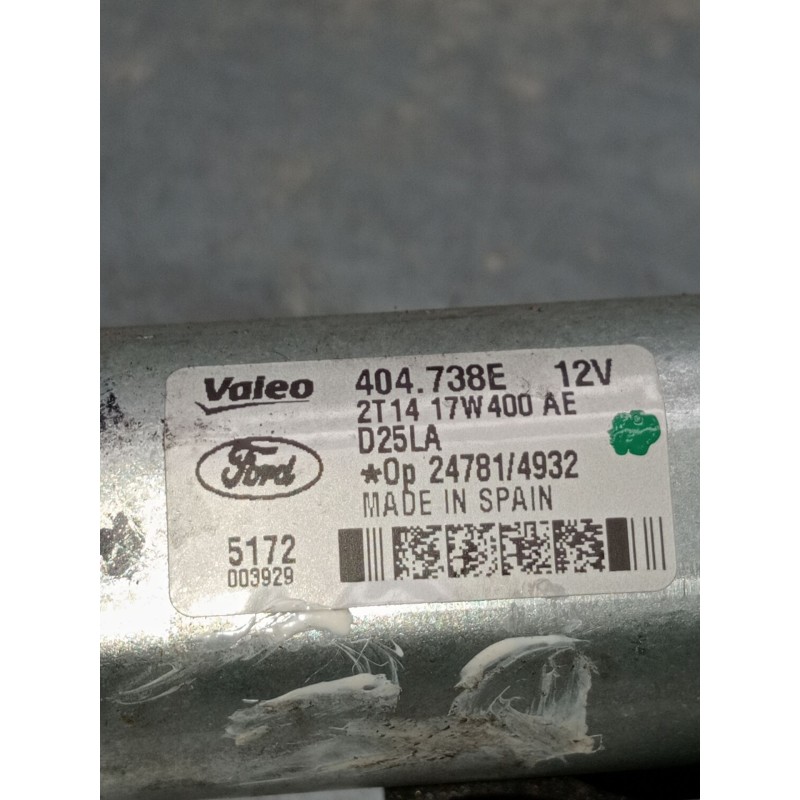 Valeo 404.738E 12V
2T14 17W400 AE
D25LA
Ford *Op 24781/4932
MADE IN SPAIN
5172
003929